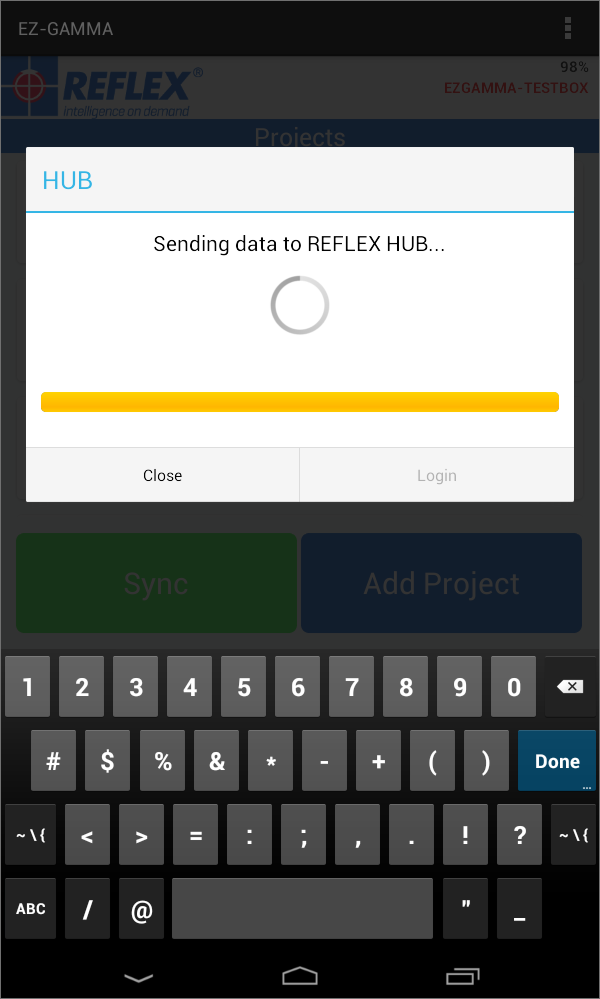 EZ-GAMMA
98%
REFLEX®
EZGAMMA-TESTBOX
Intelligence on demand
Projects
HUB
Sending data to REFLEX HUB...
Close
Login
Sync
Add Project
1 2 3 4 5 6 7 8 9 0
# $ % & * - + ( ) Done ...
~ \ { < > = : ; , . ! ? ~ \ {
ABC / @ " _